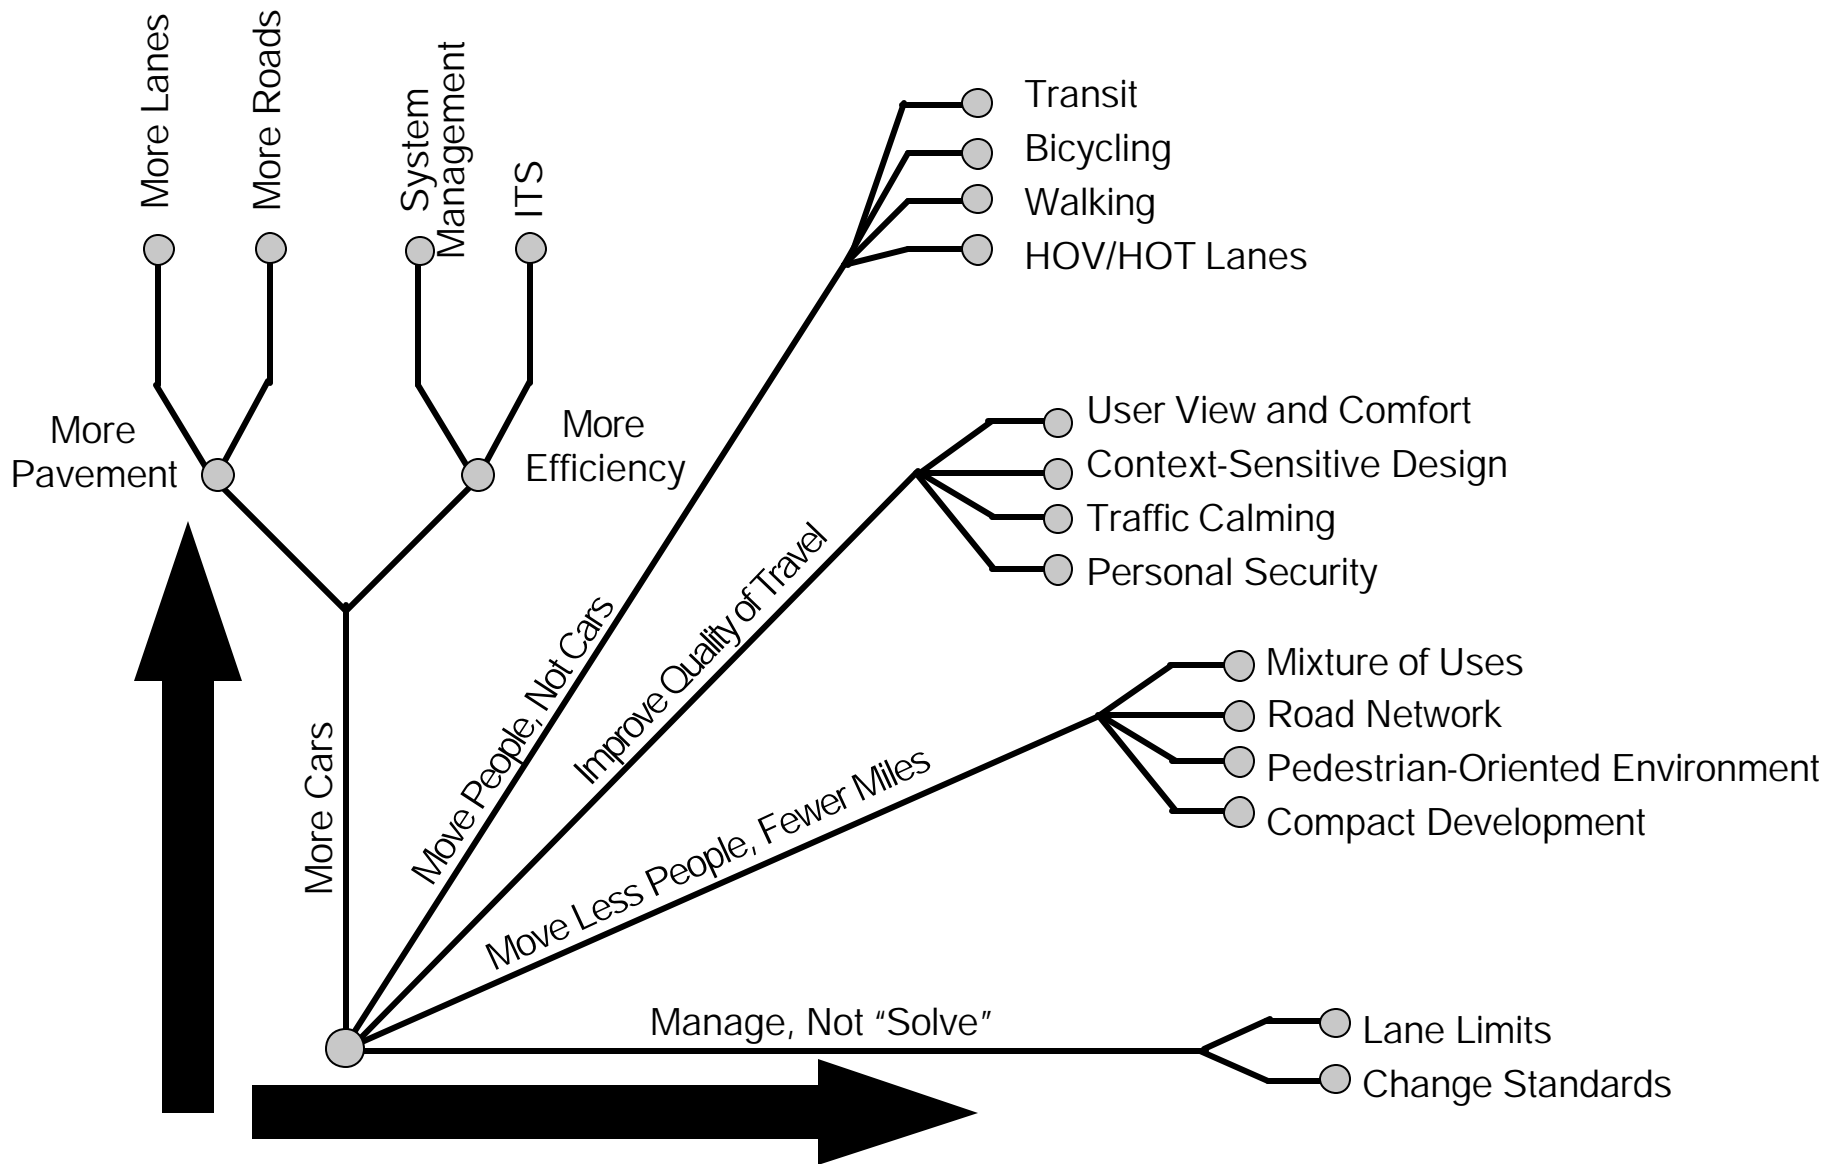 More Lanes
More Roads
System
Management
ITS
More
Pavement
More
Efficiency
More Cars
Move People, Not Cars
Transit
Bicycling
Walking
HOV/HOT Lanes
Improve Quality of Travel
User View and Comfort
Context-Sensitive Design
Traffic Calming
Personal Security
Move Less People, Fewer Miles
Mixture of Uses
Road Network
Pedestrian-Oriented Environment
Compact Development
Manage, Not “Solve”
Lane Limits
Change Standards